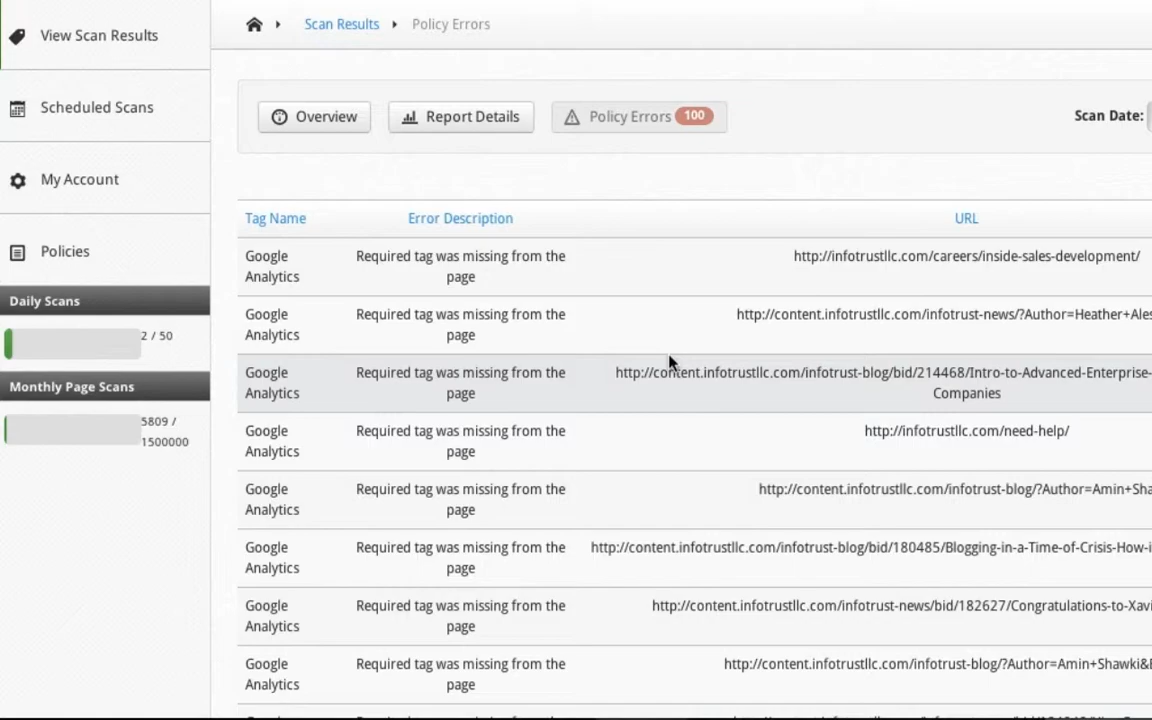 View Scan Results
Scheduled Scans
My Account
Policies
Daily Scans
2 / 50
Monthly Page Scans
5809 /
1500000
Scan Results Policy Errors
Overview Report Details Policy Errors 100 Scan Date:
Tag Name Error Description URL
Google Required tag was missing from the http://infotrustllc.com/careers/inside-sales-development/
Analytics page
Google Required tag was missing from the http://content.infotrustllc.com/infotrust-news/?Author=Heather+Ales
Analytics page
Google Required tag was missing from the http://content.infotrustllc.com/infotrust-blog/bid/214468/Intro-to-Advanced-Enterprise-
Analytics page Companies
Google Required tag was missing from the http://infotrustllc.com/need-help/
Analytics page
Google Required tag was missing from the http://content.infotrustllc.com/infotrust-blog/?Author=Amin+Sha
Analytics page
Google Required tag was missing from the http://content.infotrustllc.com/infotrust-blog/bid/180485/Blogging-in-a-Time-of-Crisis-How-i
Analytics page
Google Required tag was missing from the http://content.infotrustllc.com/infotrust-news/bid/182627/Congratulations-to-Xavi
Analytics page
Google Required tag was missing from the http://content.infotrustllc.com/infotrust-blog/?Author=Amin+Shawki&
Analytics page